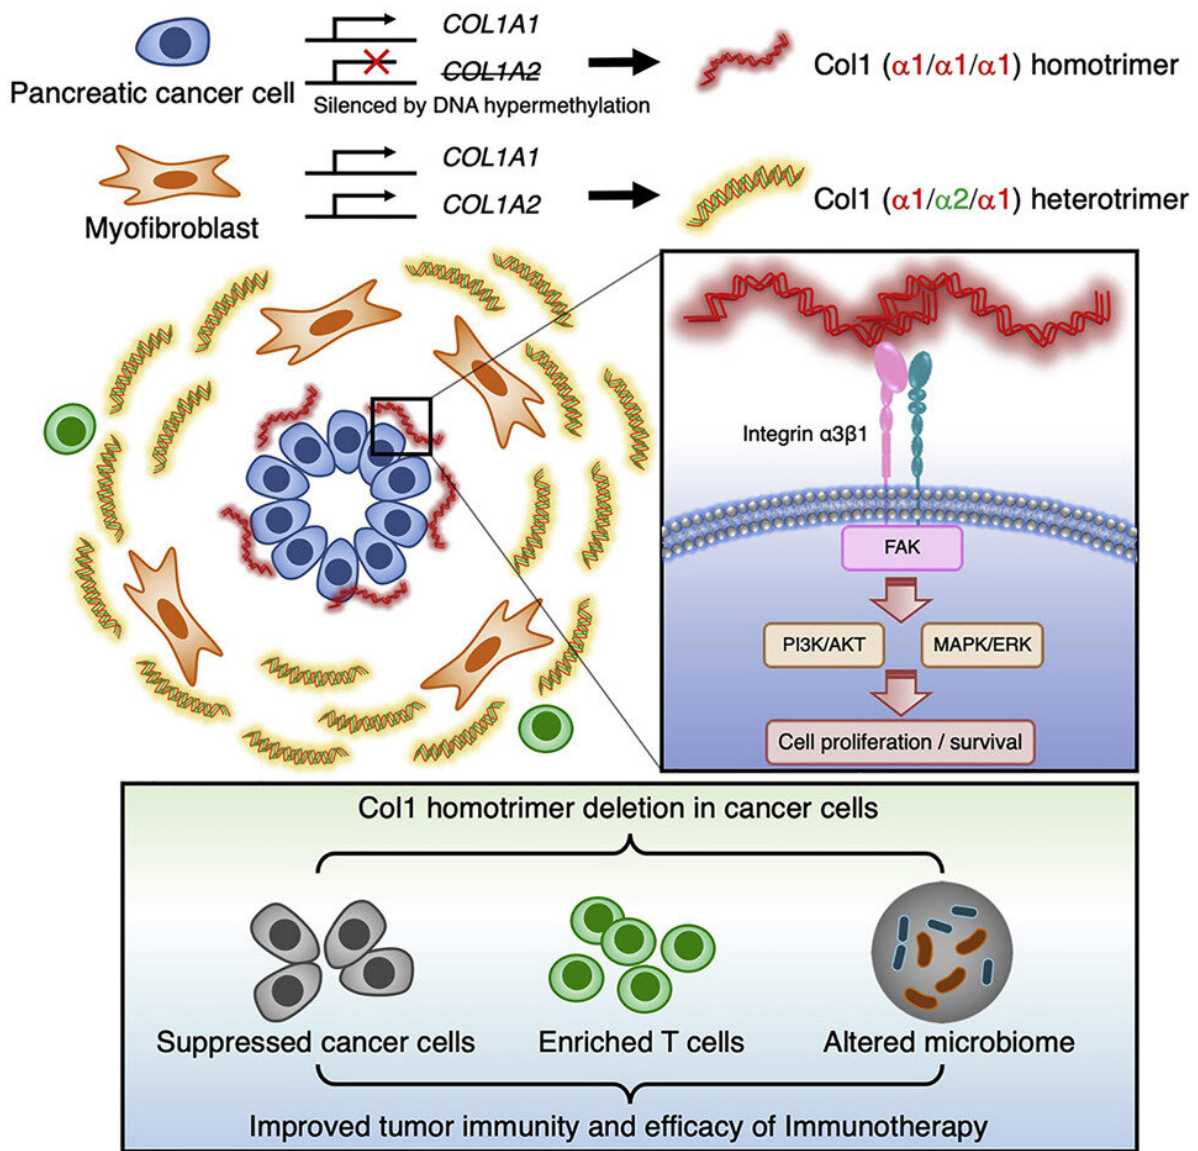 COL1A1
COL1A2
Pancreatic cancer cell
Silenced by DNA hypermethylation
Col1 (α1/α1/α1) homotrimer
COL1A1
COL1A2
Myofibroblast
Col1 (α1/α2/α1) heterotrimer
Integrin α3β1
FAK
PI3K/AKT
MAPK/ERK
Cell proliferation / survival
Col1 homotrimer deletion in cancer cells
Suppressed cancer cells
Enriched T cells
Altered microbiome
Improved tumor immunity and efficacy of Immunotherapy